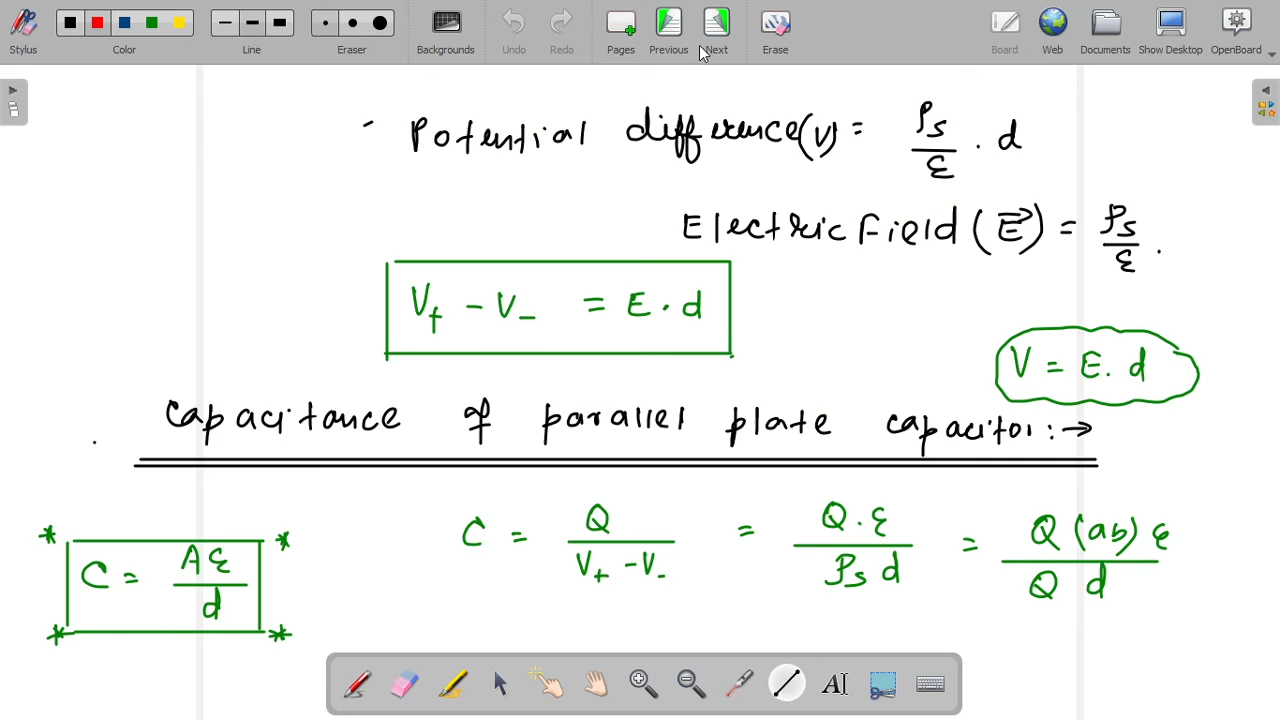 Stylus Color Line Eraser Backgrounds Undo Redo Pages Previous Next Erase Board Web Documents Show Desktop OpenBoard
Potential difference(V) = ρs/ε . d
Electric Field (E⃗) = ρs/ε .
V+ - V- = E . d
V = E. d
Capacitance of parallel plate capacitor : →
C = Q/(V+ - V-) = Q.ε/(ρs d) = Q (ab) ε/(Q d)
* C = Aε/d *
* *
AI